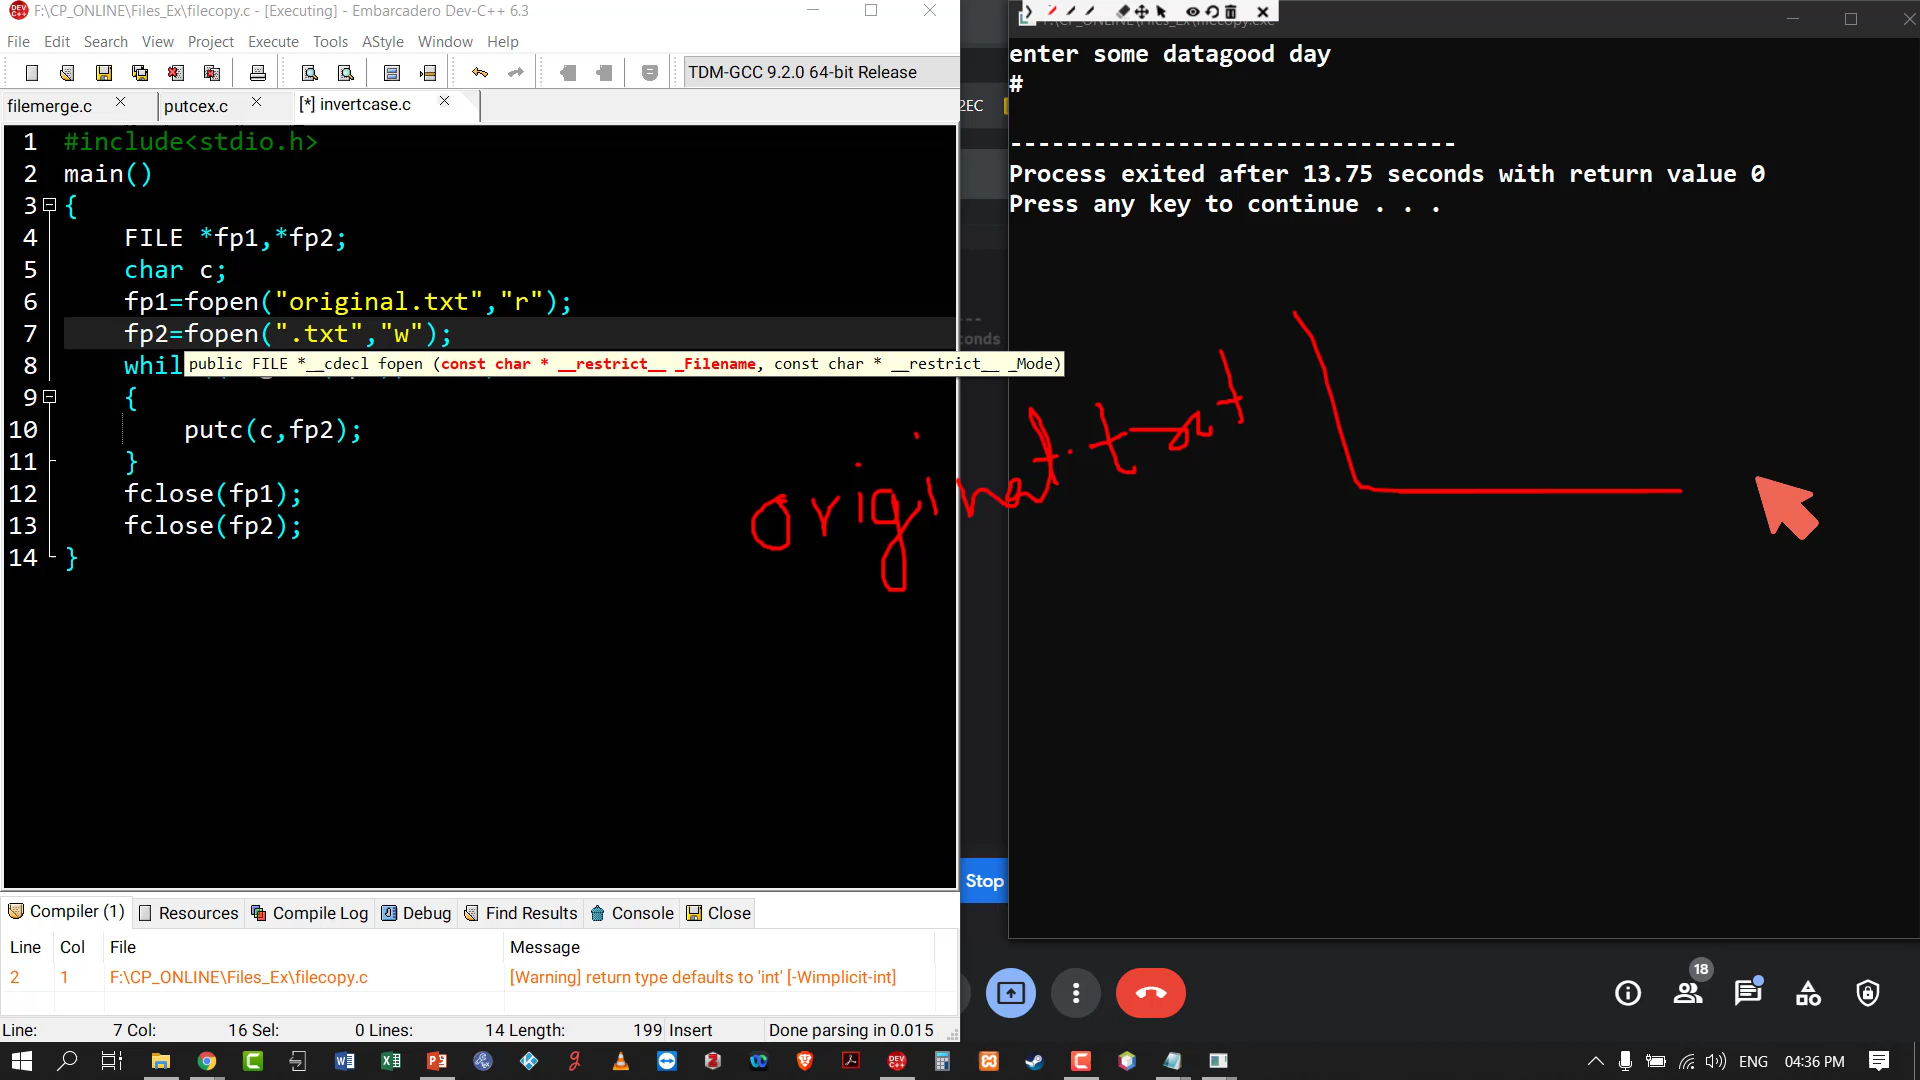 F:\CP_ONLINE\Files_Ex\filecopy.c - [Executing] - Embarcadero Dev-C++ 6.3
File Edit Search View Project Execute Tools AStyle Window Help
TDM-GCC 9.2.0 64-bit Release
filemerge.c putcex.c [*] invertcase.c
1 #include<stdio.h>
2 main()
3 {
4 FILE *fp1,*fp2;
5 char c;
6 fp1=fopen("original.txt","r");
7 fp2=fopen(".txt","w");
8 whil
public FILE *__cdecl fopen (const char * __restrict__ _Filename, const char * __restrict__ _Mode)
9 {
10 putc(c,fp2);
11 }
12 fclose(fp1);
13 fclose(fp2);
14 }
original.txt
Compiler (1) Resources Compile Log Debug Find Results Console Close
Line Col File Message
2 1 F:\CP_ONLINE\Files_Ex\filecopy.c [Warning] return type defaults to 'int' [-Wimplicit-int]
Line: 7 Col: 16 Sel: 0 Lines: 14 Length: 199 Insert Done parsing in 0.015
2EC
onds
Stop
F:\CP_ONLINE\Files_Ex\filecopy.exe
enter some datagood day
#
--------------------------------
Process exited after 13.75 seconds with return value 0
Press any key to continue . . .
18
ENG 04:36 PM